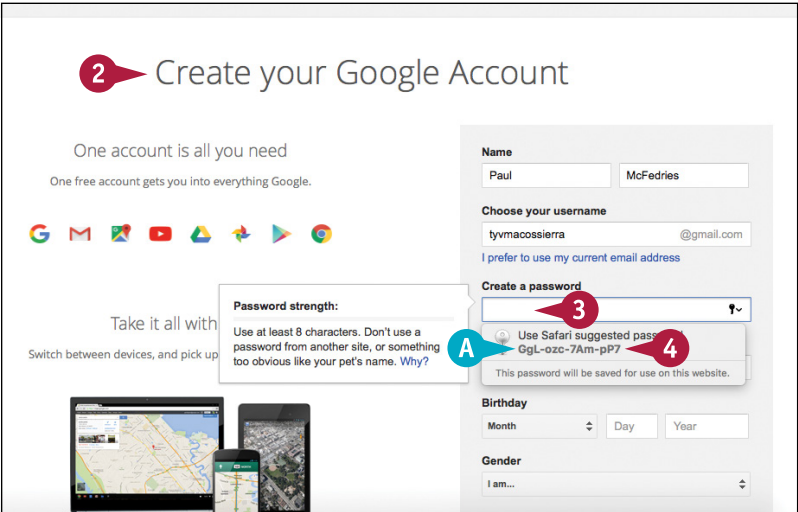 2 Create your Google Account
One account is all you need
One free account gets you into everything Google.
Take it all with
Switch between devices, and pick up
Name
Paul McFedries
Choose your username
tyvmacossierra @gmail.com
I prefer to use my current email address
Create a password
3
Password strength:
Use at least 8 characters. Don't use a
password from another site, or something
too obvious like your pet's name. Why?
Use Safari suggested password
A GgL-ozc-7Am-pP7 4
This password will be saved for use on this website.
Birthday
Month Day Year
Gender
I am...